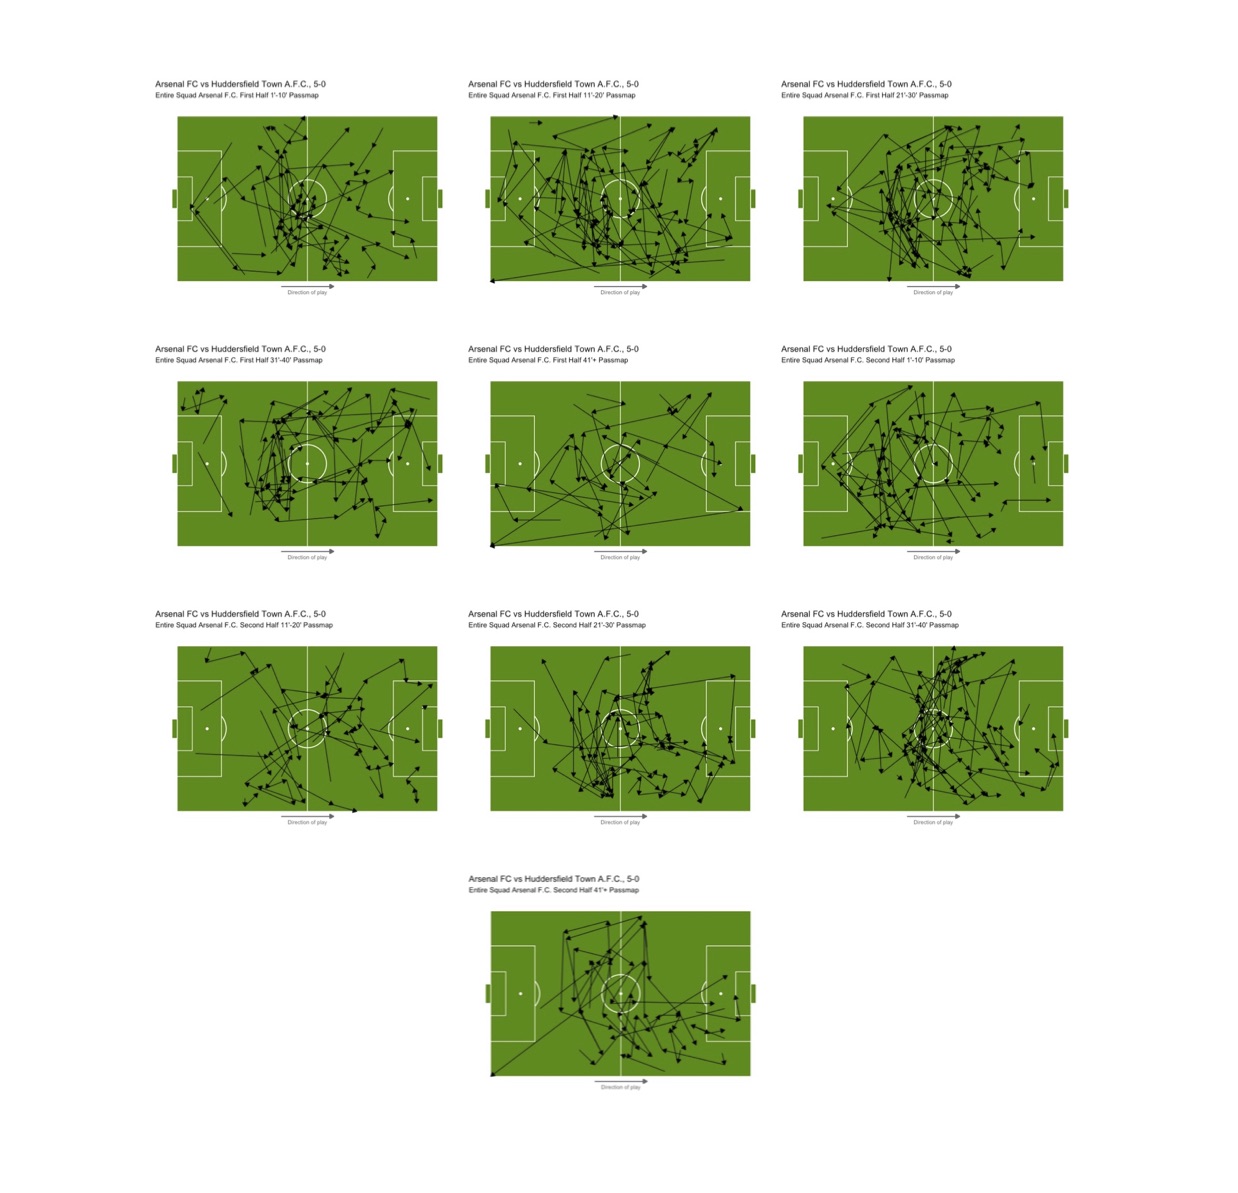 Arsenal FC vs Huddersfield Town A.F.C., 5-0
Entire Squad Arsenal F.C. First Half 1'-10' Passmap
Direction of play
Arsenal FC vs Huddersfield Town A.F.C., 5-0
Entire Squad Arsenal F.C. First Half 11'-20' Passmap
Direction of play
Arsenal FC vs Huddersfield Town A.F.C., 5-0
Entire Squad Arsenal F.C. First Half 21'-30' Passmap
Direction of play
Arsenal FC vs Huddersfield Town A.F.C., 5-0
Entire Squad Arsenal F.C. First Half 31'-40' Passmap
Direction of play
Arsenal FC vs Huddersfield Town A.F.C., 5-0
Entire Squad Arsenal F.C. First Half 41'+ Passmap
Direction of play
Arsenal FC vs Huddersfield Town A.F.C., 5-0
Entire Squad Arsenal F.C. Second Half 1'-10' Passmap
Direction of play
Arsenal FC vs Huddersfield Town A.F.C., 5-0
Entire Squad Arsenal F.C. Second Half 11'-20' Passmap
Direction of play
Arsenal FC vs Huddersfield Town A.F.C., 5-0
Entire Squad Arsenal F.C. Second Half 21'-30' Passmap
Direction of play
Arsenal FC vs Huddersfield Town A.F.C., 5-0
Entire Squad Arsenal F.C. Second Half 31'-40' Passmap
Direction of play
Arsenal FC vs Huddersfield Town A.F.C., 5-0
Entire Squad Arsenal F.C. Second Half 41'+ Passmap
Direction of play